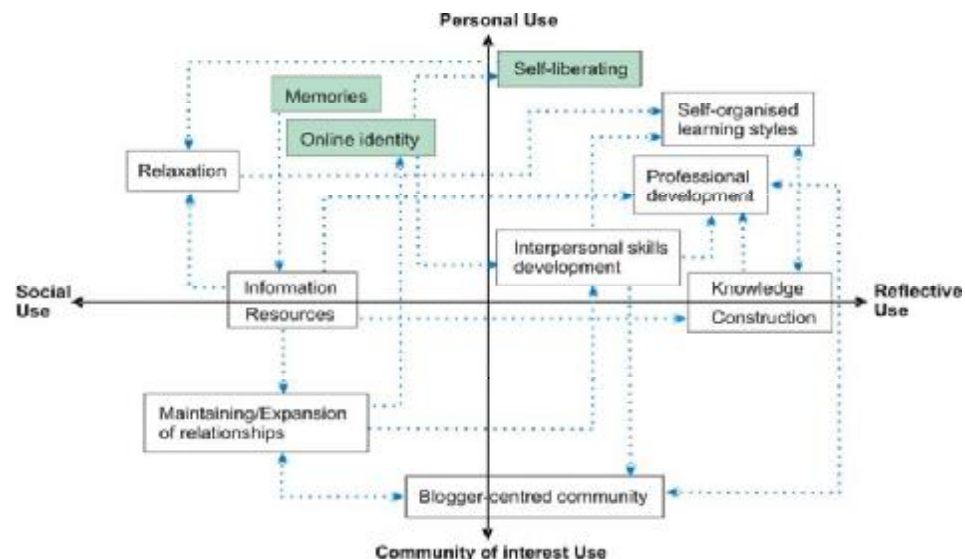 Personal Use
Self-liberating
Memories
Self-organised
learning styles
Online identity
Relaxation
Professional
development
Interpersonal skills
development
Social
Use
Information
Resources
Knowledge
Construction
Reflective
Use
Maintaining/Expansion
of relationships
Blogger-centred community
Community of interest Use